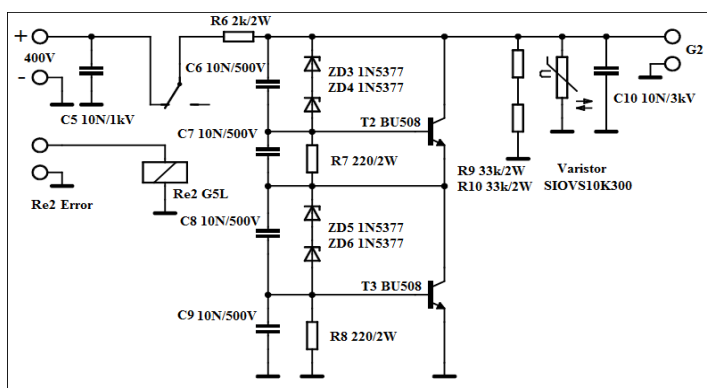 R6 2k/2W
+
400V
-
C5 10N/1kV
C6 10N/500V
ZD3 1N5377
ZD4 1N5377
G2
C10 10N/3kV
T2 BU508
C7 10N/500V
R7 220/2W
R9 33k/2W
R10 33k/2W
Varistor
SIOVS10K300
U
Re2 G5L
Re2 Error
C8 10N/500V
ZD5 1N5377
ZD6 1N5377
T3 BU508
C9 10N/500V
R8 220/2W